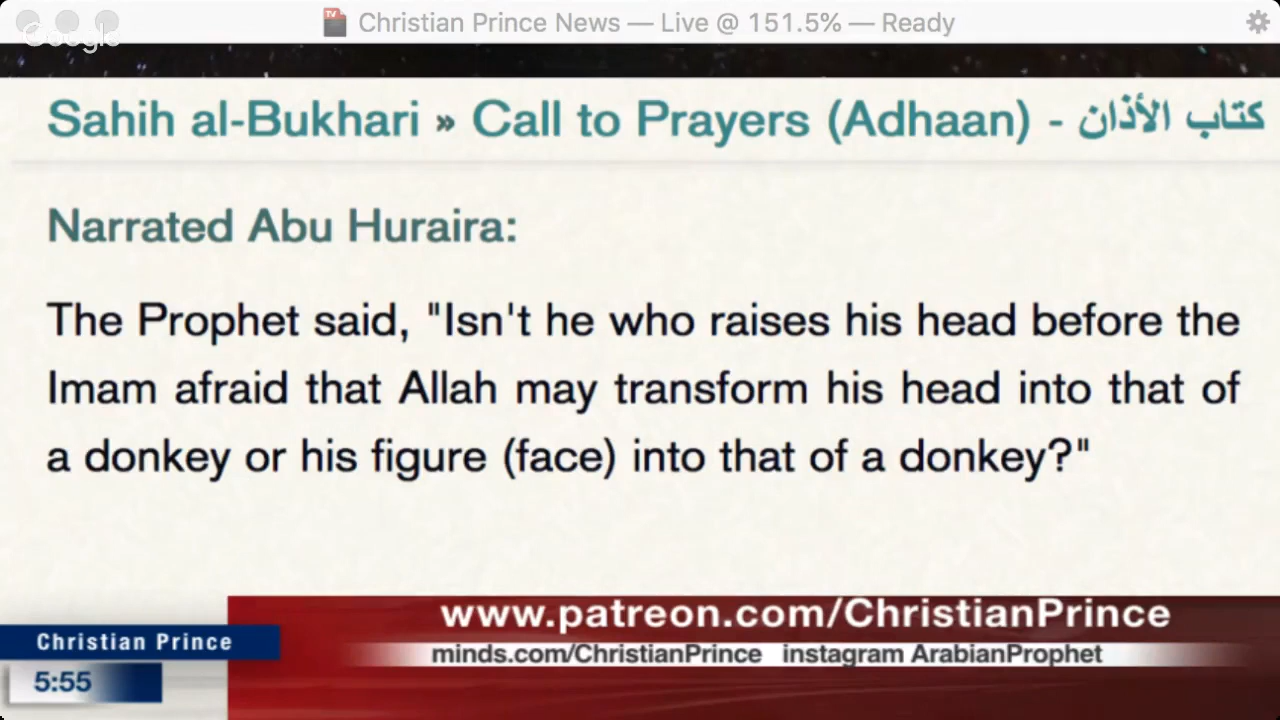 Christian Prince News — Live @ 151.5% — Ready
Google
Sahih al-Bukhari » Call to Prayers (Adhaan) - كتاب الأذان
Narrated Abu Huraira:
The Prophet said, "Isn't he who raises his head before the
Imam afraid that Allah may transform his head into that of
a donkey or his figure (face) into that of a donkey?"
www.patreon.com/ChristianPrince
Christian Prince
minds.com/ChristianPrince instagram ArabianProphet
5:55